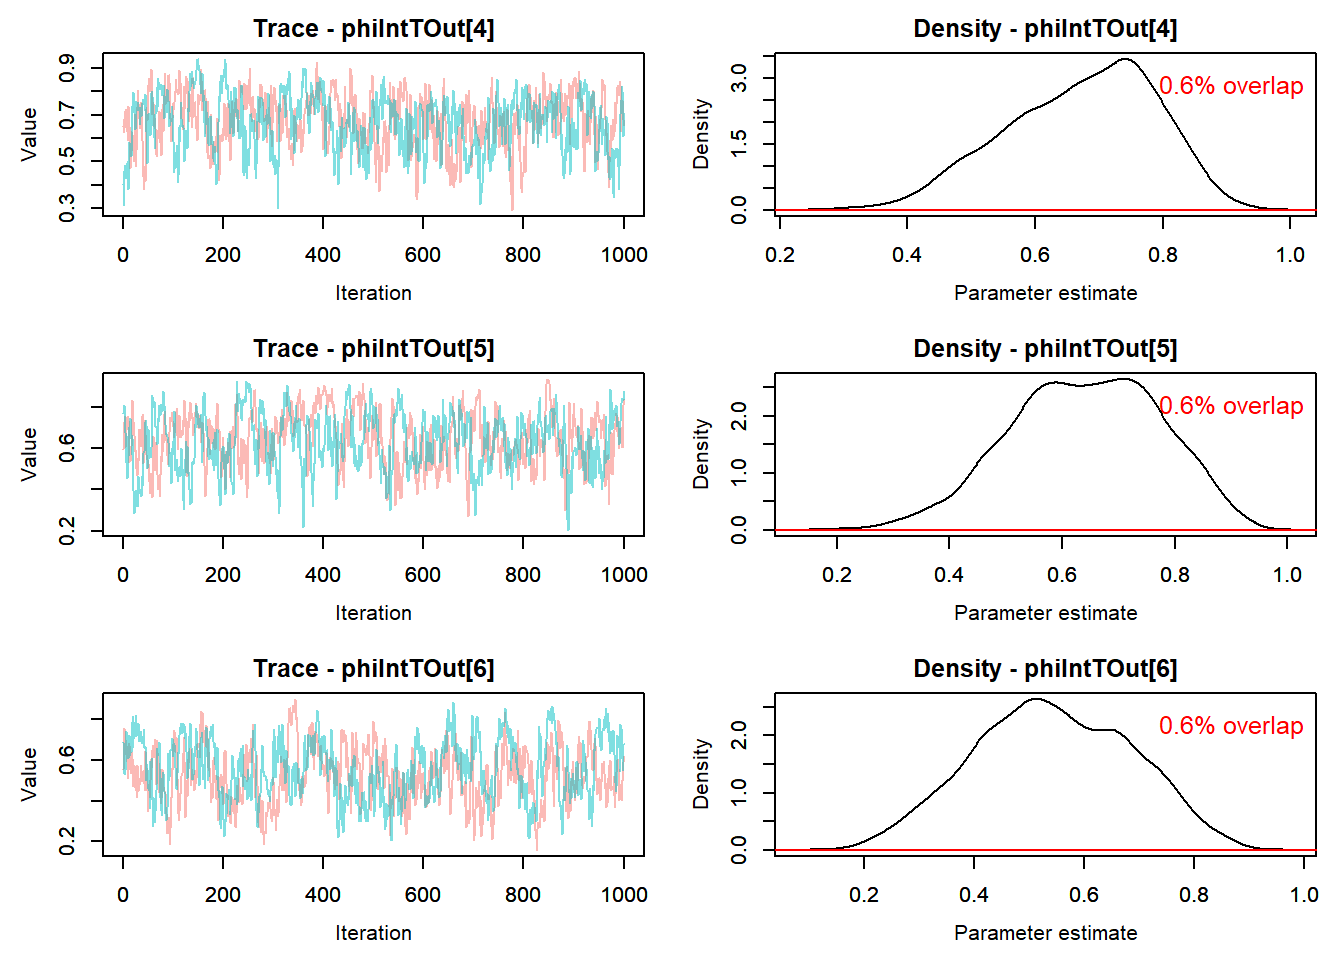 Trace - phiIntTOut[4]
Value
0.3 0.5 0.7 0.9
0 200 400 600 800 1000
Iteration
Density - phiIntTOut[4]
0.6% overlap
Density
0.0 1.5 3.0
0.2 0.4 0.6 0.8 1.0
Parameter estimate
Trace - phiIntTOut[5]
Value
0.2 0.6
0 200 400 600 800 1000
Iteration
Density - phiIntTOut[5]
0.6% overlap
Density
0.0 1.0 2.0
0.2 0.4 0.6 0.8 1.0
Parameter estimate
Trace - phiIntTOut[6]
Value
0.2 0.6
0 200 400 600 800 1000
Iteration
Density - phiIntTOut[6]
0.6% overlap
Density
0.0 1.0 2.0
0.2 0.4 0.6 0.8 1.0
Parameter estimate